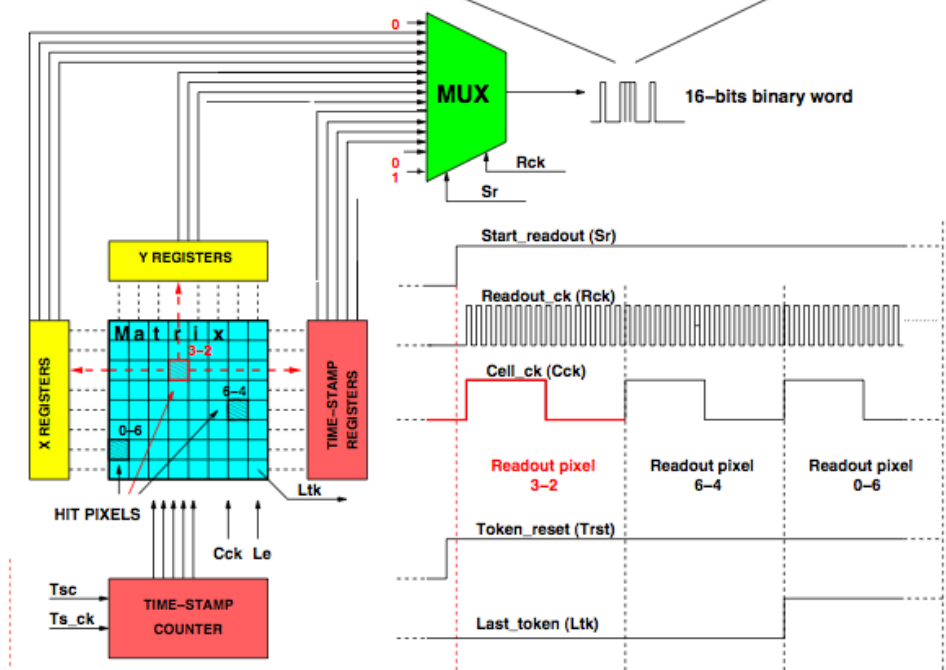 0
MUX
16–bits binary word
0
1
Rck
Sr
Y REGISTERS
X REGISTERS
Matrix
3–2
6–4
0–6
TIME–STAMP
REGISTERS
Ltk
HIT PIXELS
Cck Le
Tsc
Ts_ck
TIME–STAMP
COUNTER
Start_readout (Sr)
Readout_ck (Rck)
Cell_ck (Cck)
Readout pixel
3–2
Readout pixel
6–4
Readout pixel
0–6
Token_reset (Trst)
Last_token (Ltk)